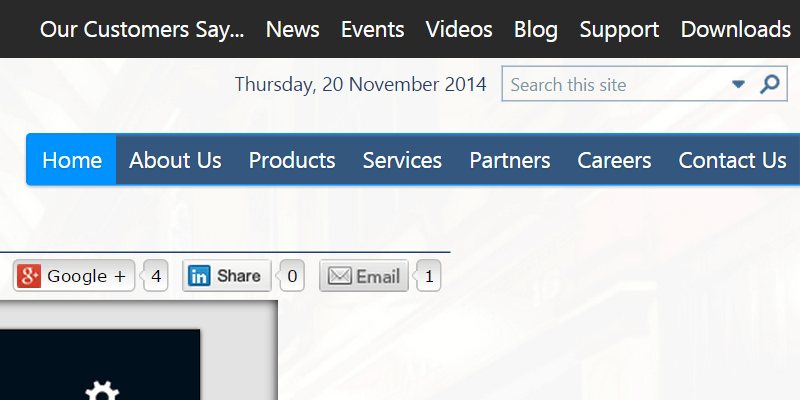 Our Customers Say... News Events Videos Blog Support Downloads
Thursday, 20 November 2014 Search this site
Home About Us Products Services Partners Careers Contact Us
g+ Google + 4 in Share 0 Email 1